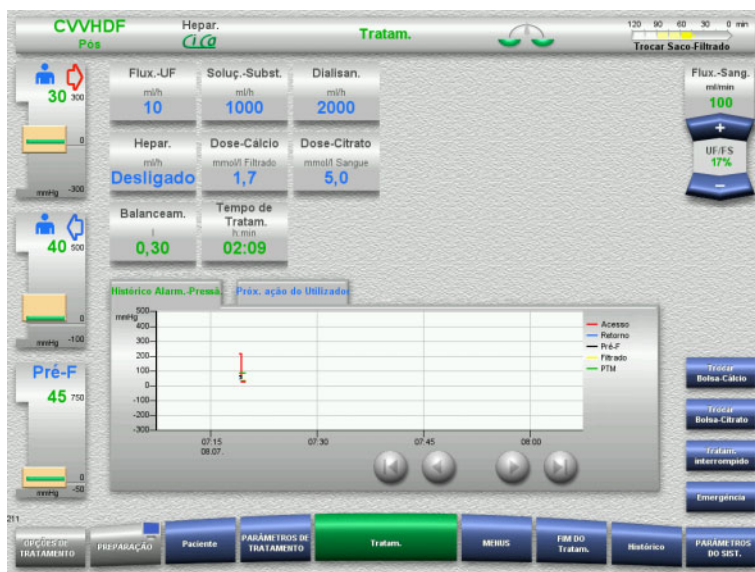 CVVHDF
Pós
Hepar.
Ci Ca
Tratam.
120 90 60 30 0 min
Trocar Saco-Filtrado
30
300
0
-300
mmHg
40
500
0
-100
mmHg
Pré-F
45
750
0
-50
mmHg
Flux.-UF
ml/h
10
Soluç.-Subst.
ml/h
1000
Dialisan.
ml/h
2000
Hepar.
ml/h
Desligado
Dose-Cálcio
mmol/l Filtrado
1,7
Dose-Citrato
mmol/l Sangue
5,0
Balanceam.
l
0,30
Tempo de
Tratam.
h:min
02:09
Flux.-Sang.
ml/min
100
+
UF/FS
17%
−
Histórico Alarm.-Pressã.
Próx. ação do Utilizador
mmHg
500
400
300
200
100
0
-100
-200
-300
07:15
08.07.
07:30
07:45
08:00
Acesso
Retorno
Pré-F
Filtrado
PTM
Trocar
Bolsa-Cálcio
Trocar
Bolsa-Citrato
Tratam.
interrompido
Emergência
211
OPÇÕES DE
TRATAMENTO
PREPARAÇÃO
Paciente
PARÂMETROS DE
TRATAMENTO
Tratam.
MENUS
FIM DO
Tratam.
Histórico
PARÂMETROS
DO SIST.